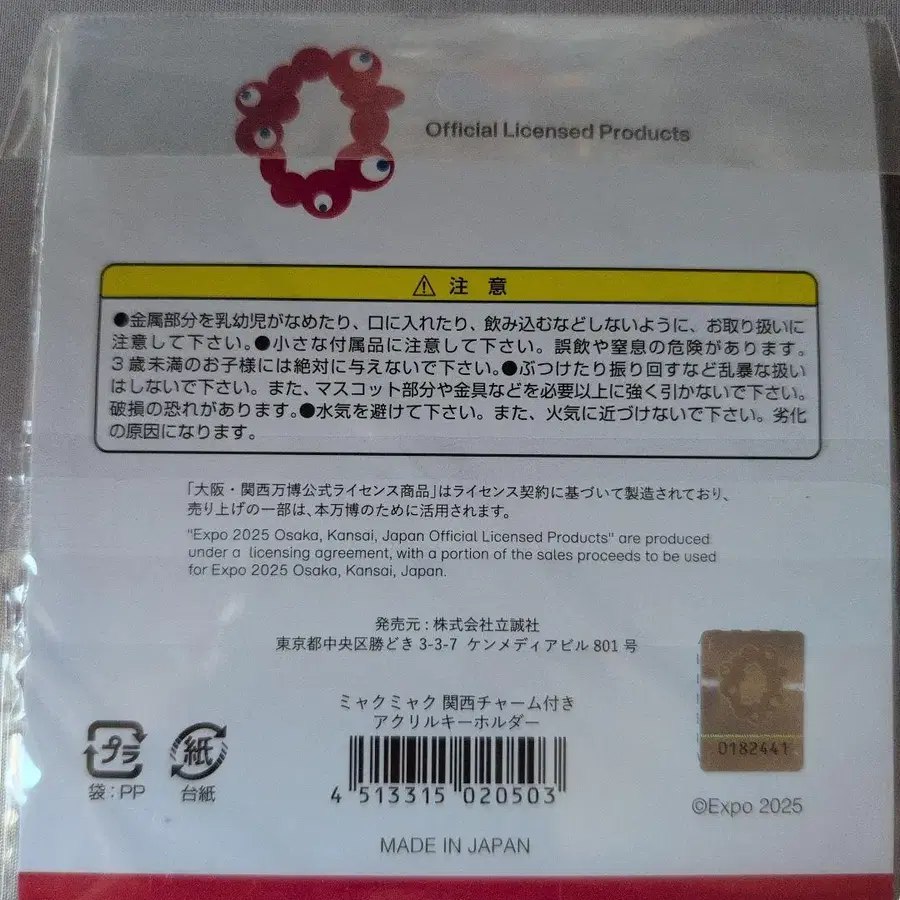 Official Licensed Products
⚠ 注 意
●金属部分を乳幼児がなめたり、口に入れたり、飲み込むなどしないように、お取り扱いに
注意して下さい。●小さな付属品に注意して下さい。誤飲や窒息の危険があります。
3歳未満のお子様には絶対に与えないで下さい。●ぶつけたり振り回すなど乱暴な扱い
はしないで下さい。また、マスコット部分や金具などを必要以上に強く引かないで下さい。
破損の恐れがあります。●水気を避けて下さい。また、火気に近づけないで下さい。劣化
の原因になります。
「大阪・関西万博公式ライセンス商品」はライセンス契約に基づいて製造されており、
売り上げの一部は、本万博のために活用されます。
"Expo 2025 Osaka, Kansai, Japan Official Licensed Products" are produced
under a licensing agreement, with a portion of the sales proceeds to be used
for Expo 2025 Osaka, Kansai, Japan.
発売元：株式会社立誠社
東京都中央区勝どき 3-3-7 ケンメディアビル 801 号
ミャクミャク 関西チャーム付き
アクリルキーホルダー
プラ
袋：PP
紙
台紙
4 513315 020503
0182441
©Expo 2025
MADE IN JAPAN